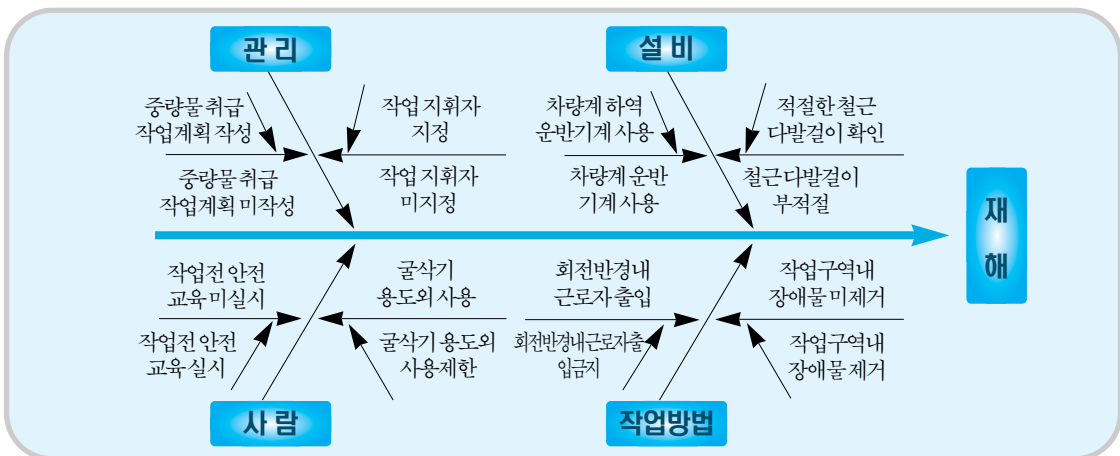 관 리
설 비
중량물 취급
작업계획 작성
작업 지휘자
지정
차량계 하역
운반기계 사용
적절한 철근
다발걸이 확인
중량물 취급
작업계획 미작성
작업 지휘자
미지정
차량계 운반
기계 사용
철근 다발걸이
부적절
재
해
작업전 안전
교육 미실시
굴삭기
용도외 사용
회전반경내
근로자 출입
작업구역내
장애물 미제거
작업전 안전
교육 실시
굴삭기 용도외
사용제한
회전반경내근로자출
입금지
작업구역내
장애물 제거
사 람
작업방법